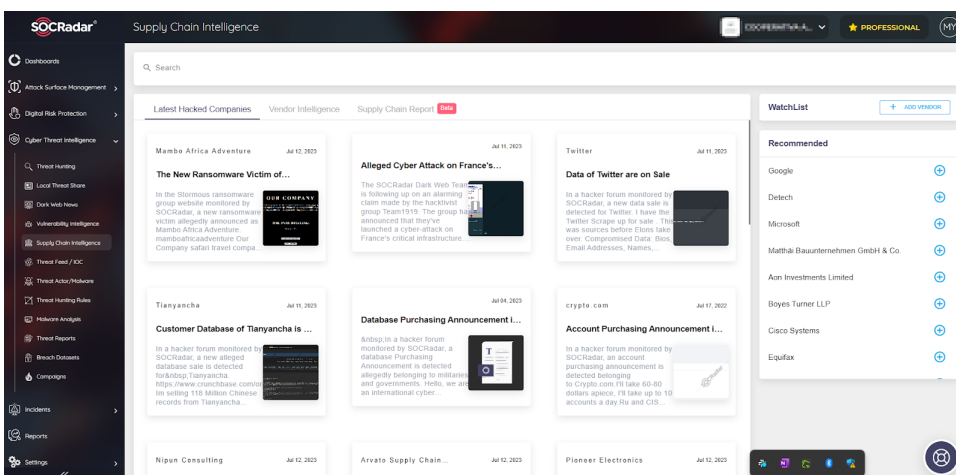 SOCRadar®
Supply Chain Intelligence
PROFESSIONAL
MY
Dashboards
Attack Surface Management
Digital Risk Protection
Cyber Threat Intelligence
Threat Hunting
Local Threat Share
Dark Web News
Vulnerability Intelligence
Supply Chain Intelligence
Threat Feed / IOC
Threat Actor/Malware
Threat Hunting Rules
Malware Analysis
Threat Reports
Breach Datasets
Campaigns
Incidents
Reports
Settings
Search
Latest Hacked Companies Vendor Intelligence Supply Chain Report Beta
Mambo Africa Adventure Jul 12, 2023
The New Ransomware Victim of...
In the Stormous ransomware
group website monitored by
SOCRadar, a new ransomware
victim allegedly announced as
Mambo Africa Adventure.
mamboafricaadventure Our
Company safari travel compa...
OUR COMPANY
Jul 11, 2023
Alleged Cyber Attack on France's...
The SOCRadar Dark Web Team
is following up on an alarming
claim made by the hacktivist
group Team1919. The group has
announced that they've
launched a cyber-attack on
France's critical infrastructure...
Twitter Jul 11, 2023
Data of Twitter are on Sale
In a hacker forum monitored by
SOCRadar, a new data sale is
detected for Twitter. I have the
Twitter Scrape up for sale . This
was sources before Elons take
over. Compromised Data: Bios,
Email Addresses, Names,...
Tianyancha Jul 11, 2023
Customer Database of Tianyancha is ...
In a hacker forum monitored by
SOCRadar, a new alleged
database sale is detected
for&nbsp;Tianyancha.
https://www.crunchbase.com/or
Im selling 118 Million Chinese
records from Tianyancha...
Jul 04, 2023
Database Purchasing Announcement i...
&nbsp;In a hacker forum
mondored by SOCRadar, a
database Purchasing
Announcement is detected
allegedly belonging to militaries
and governments. Hello, we are
an international cyber...
crypto.com Jul 17, 2022
Account Purchasing Announcement i...
In a hacker forum monitored by
SOCRadar, an account
purchasing announcement is
detected belonging
to Crypto.com.I'll take 60-80
dollars apiece, I'll take up to 10
accounts a day.Ru and CIS...
SOCRadar
Nipun Consulting Jul 12, 2023
Arvato Supply Chain... Jul 12, 2023
Pioneer Electronics Jul 12, 2023
WatchList
+ ADD VENDOR
Recommended
Google
Detech
Microsoft
Matthäi Bauunternehmen GmbH & Co.
Aon Investments Limited
Boyes Turner LLP
Cisco Systems
Equifax